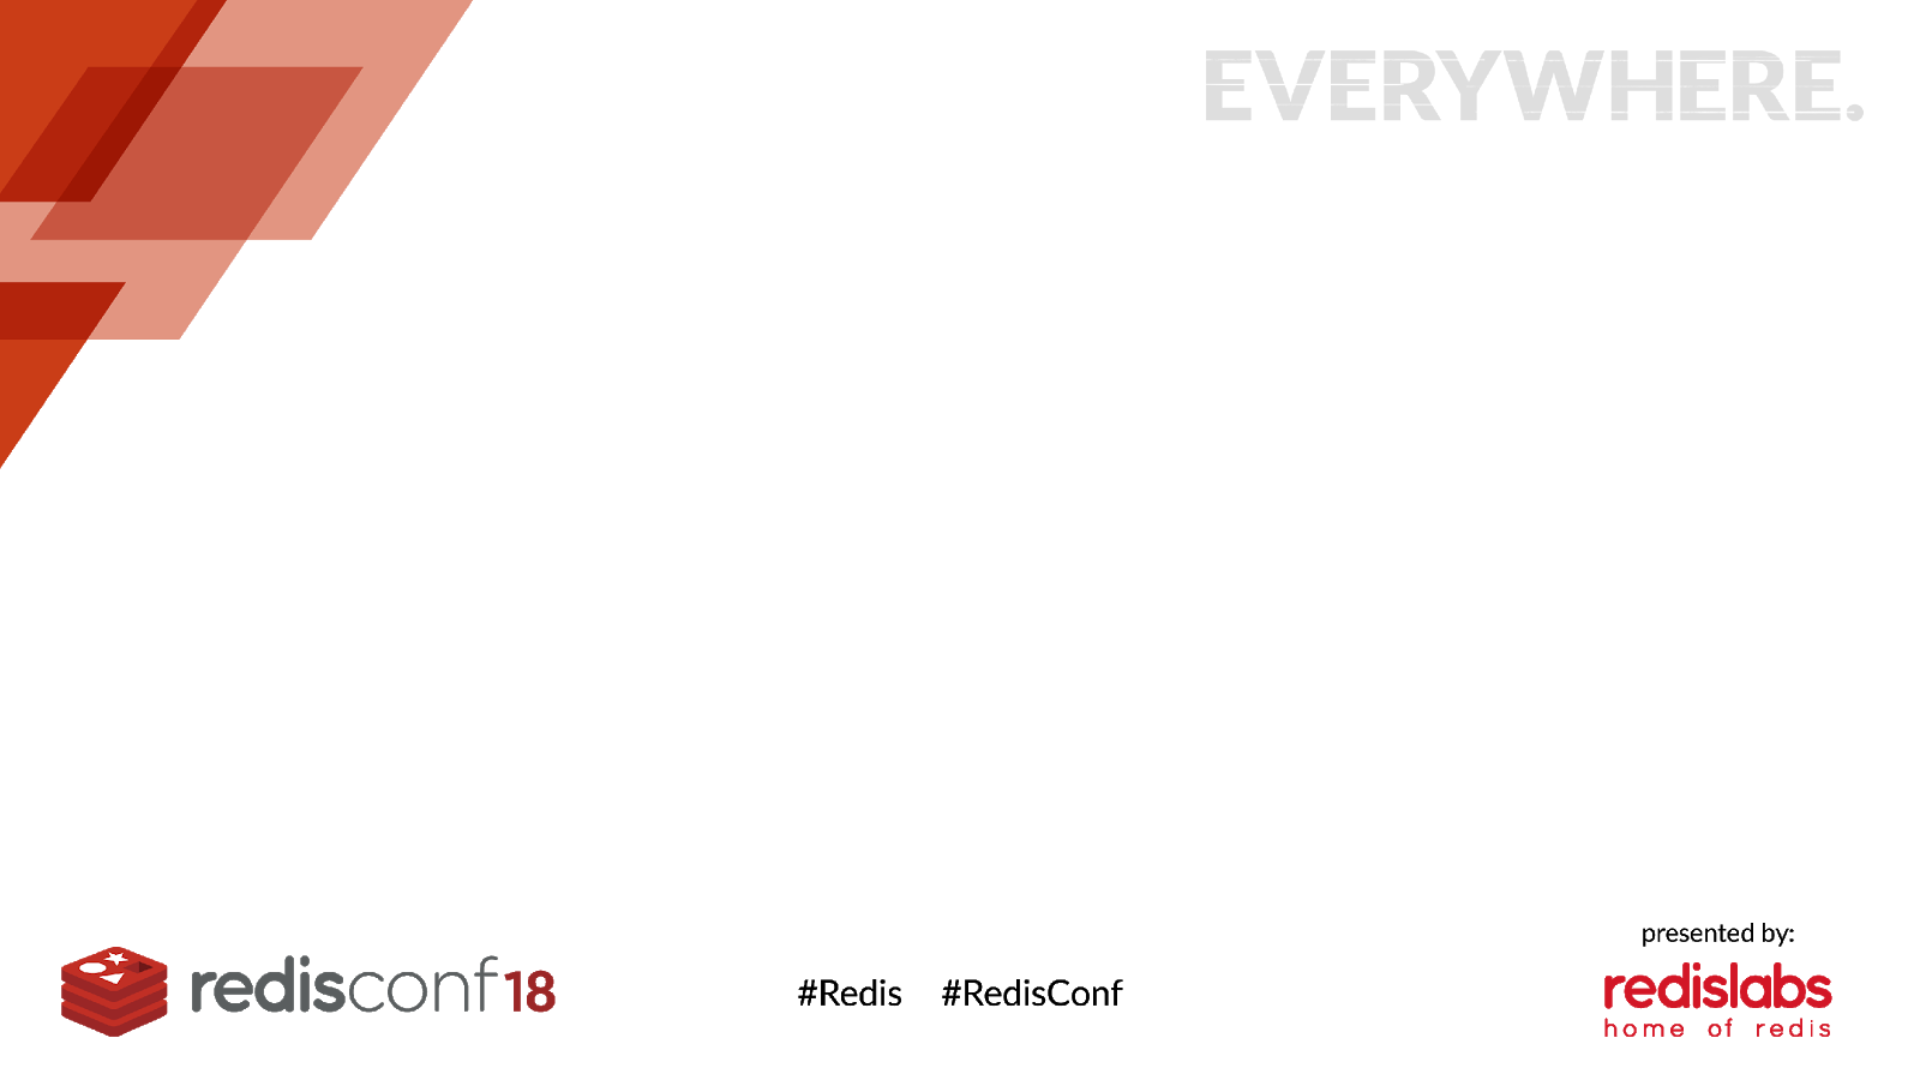 EVERYWHERE.
presented by:
redisconf18
#Redis #RedisConf
redislabs
home of redis